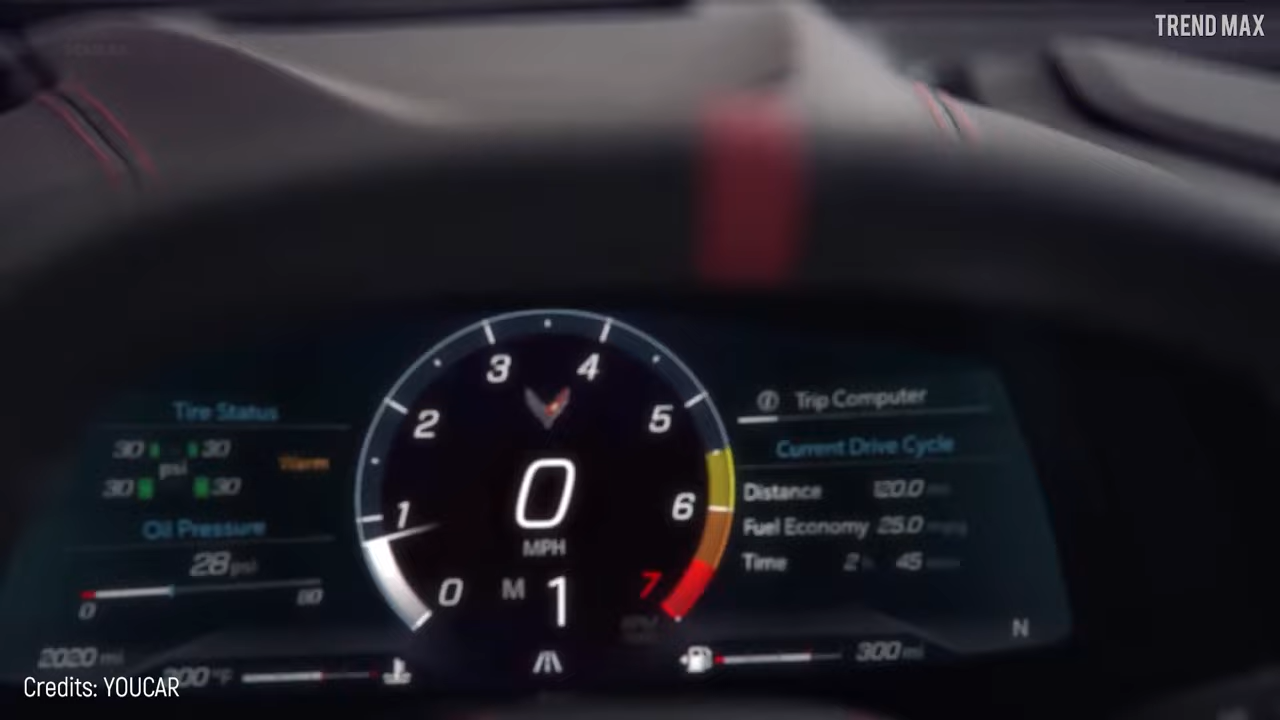 TREND MAX
Tire Status
30 30
psi
Warm
30 30
Oil Pressure
28 psi
0 80
2020 mi
0 1 2 3 4 5 6 7
0
MPH
M 1
Trip Computer
Current Drive Cycle
Distance 120.0
Fuel Economy 25.0
Time 2 h 45
N
300 mi
Credits: YOUCAR